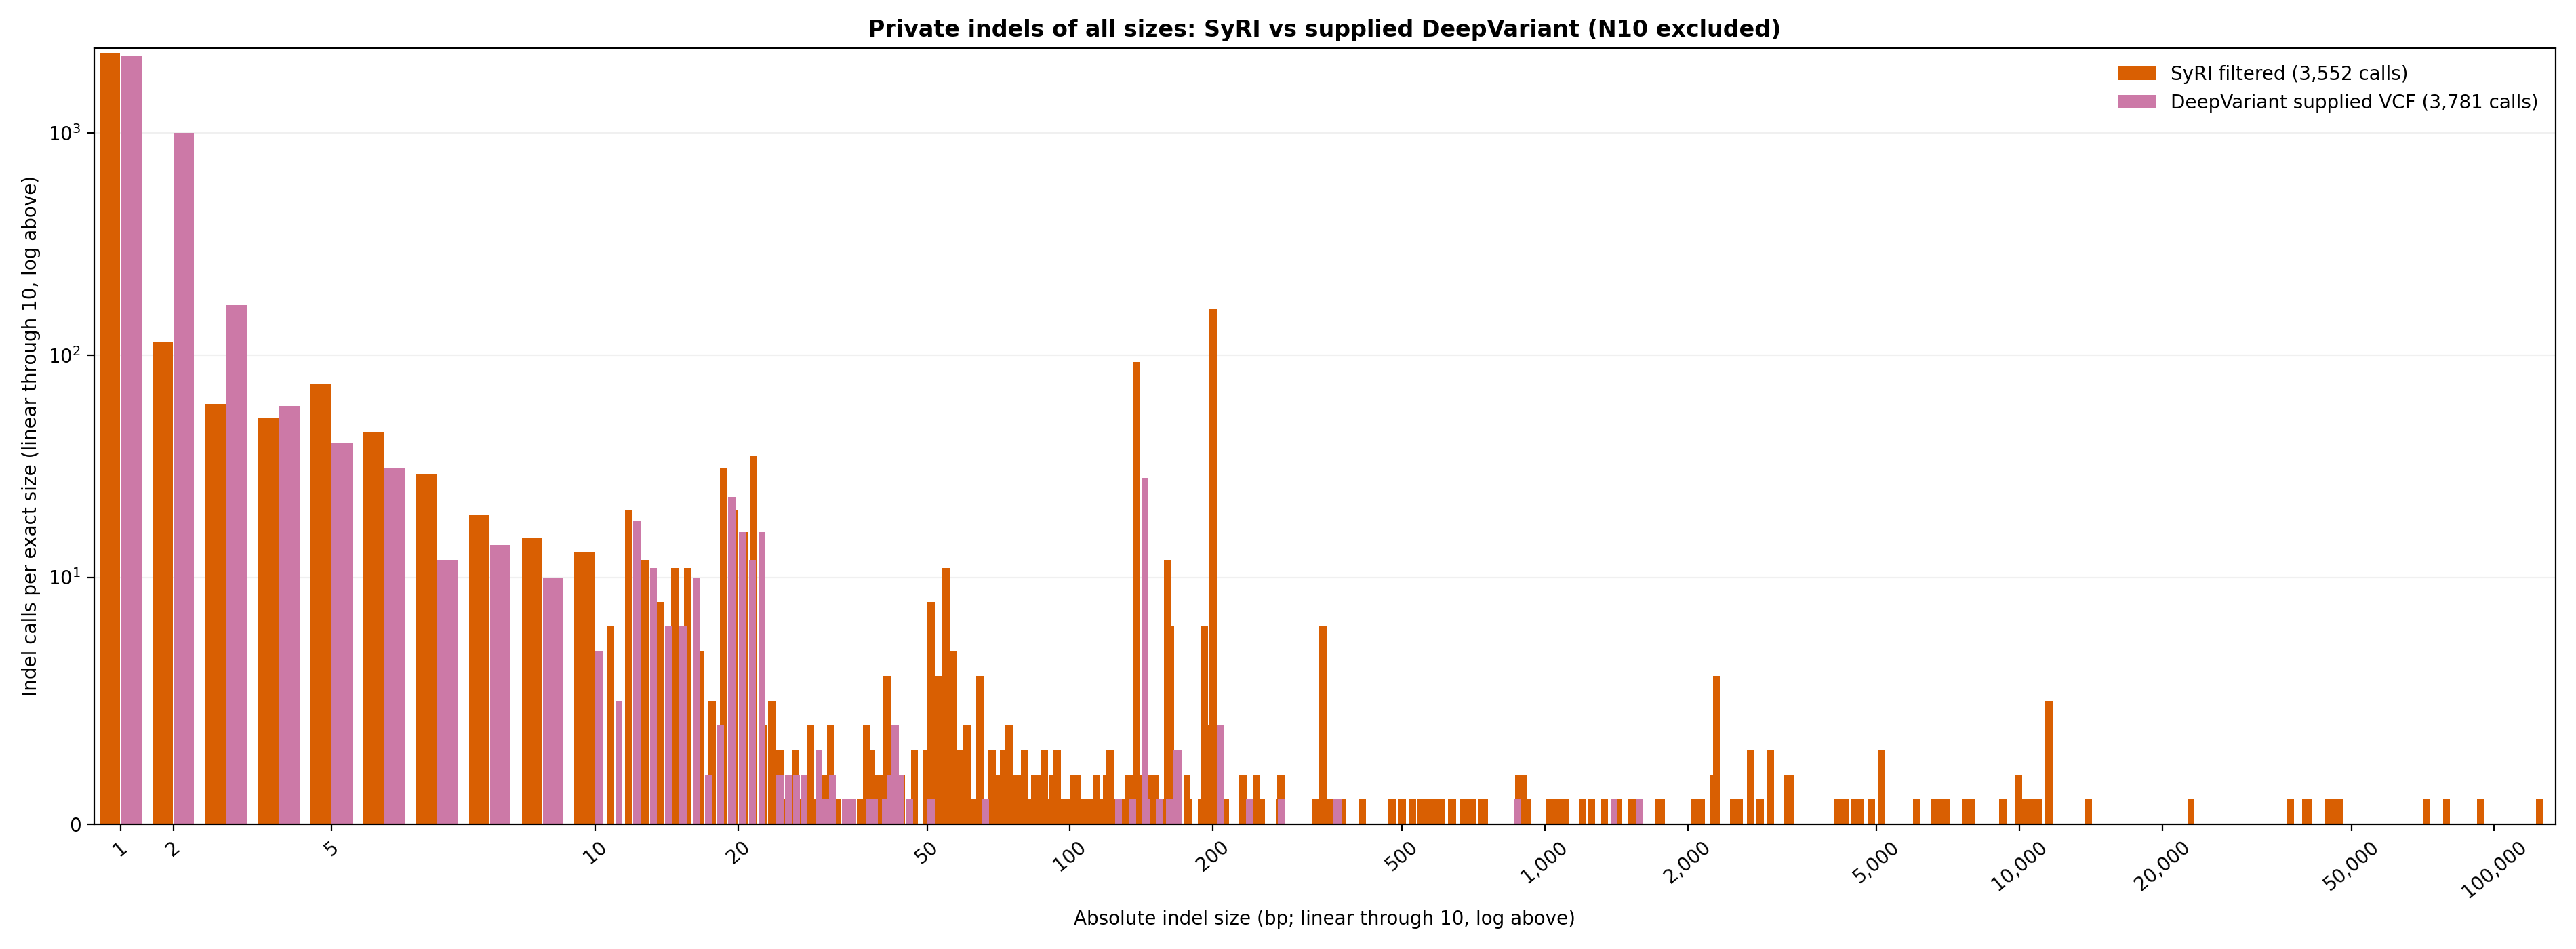 Private indels of all sizes: SyRI vs supplied DeepVariant (N10 excluded)
SyRI filtered (3,552 calls)
DeepVariant supplied VCF (3,781 calls)
Indel calls per exact size (linear through 10, log above)
10³
10²
10¹
0
1 2 5 10 20 50 100 200 500 1,000 2,000 5,000 10,000 20,000 50,000 100,000
Absolute indel size (bp; linear through 10, log above)